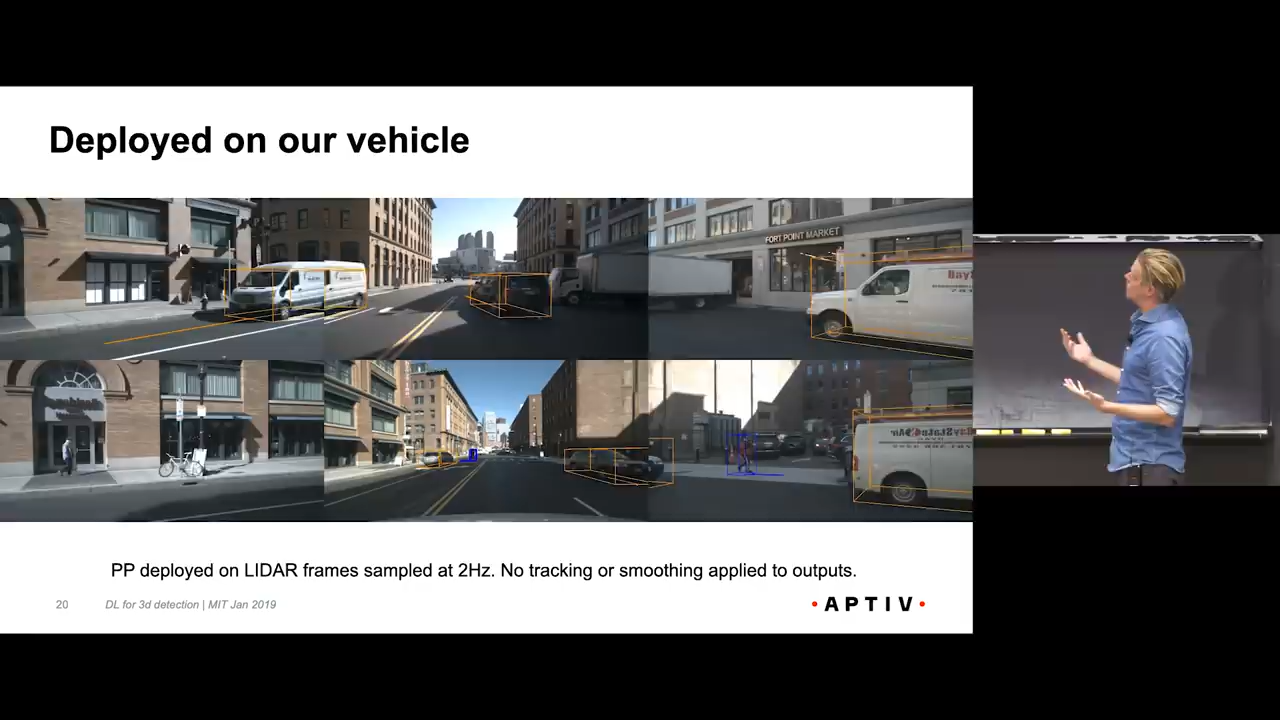 Deployed on our vehicle
FORT POINT MARKET
PP deployed on LIDAR frames sampled at 2Hz. No tracking or smoothing applied to outputs.
20 DL for 3d detection | MIT Jan 2019
• APTIV •